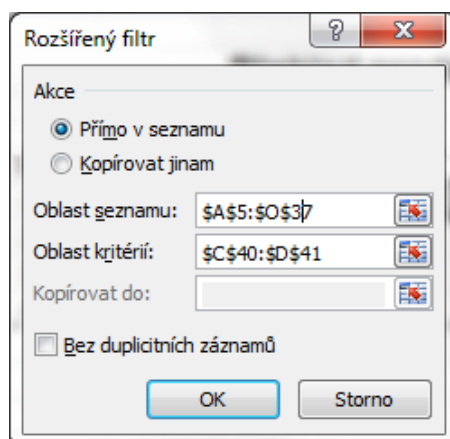 Rozšířený filtr
Akce
Přímo v seznamu
Kopírovat jinam
Oblast seznamu: $A$5:$O$37
Oblast kritérií: $C$40:$D$41
Kopírovat do:
Bez duplicitních záznamů
OK Storno